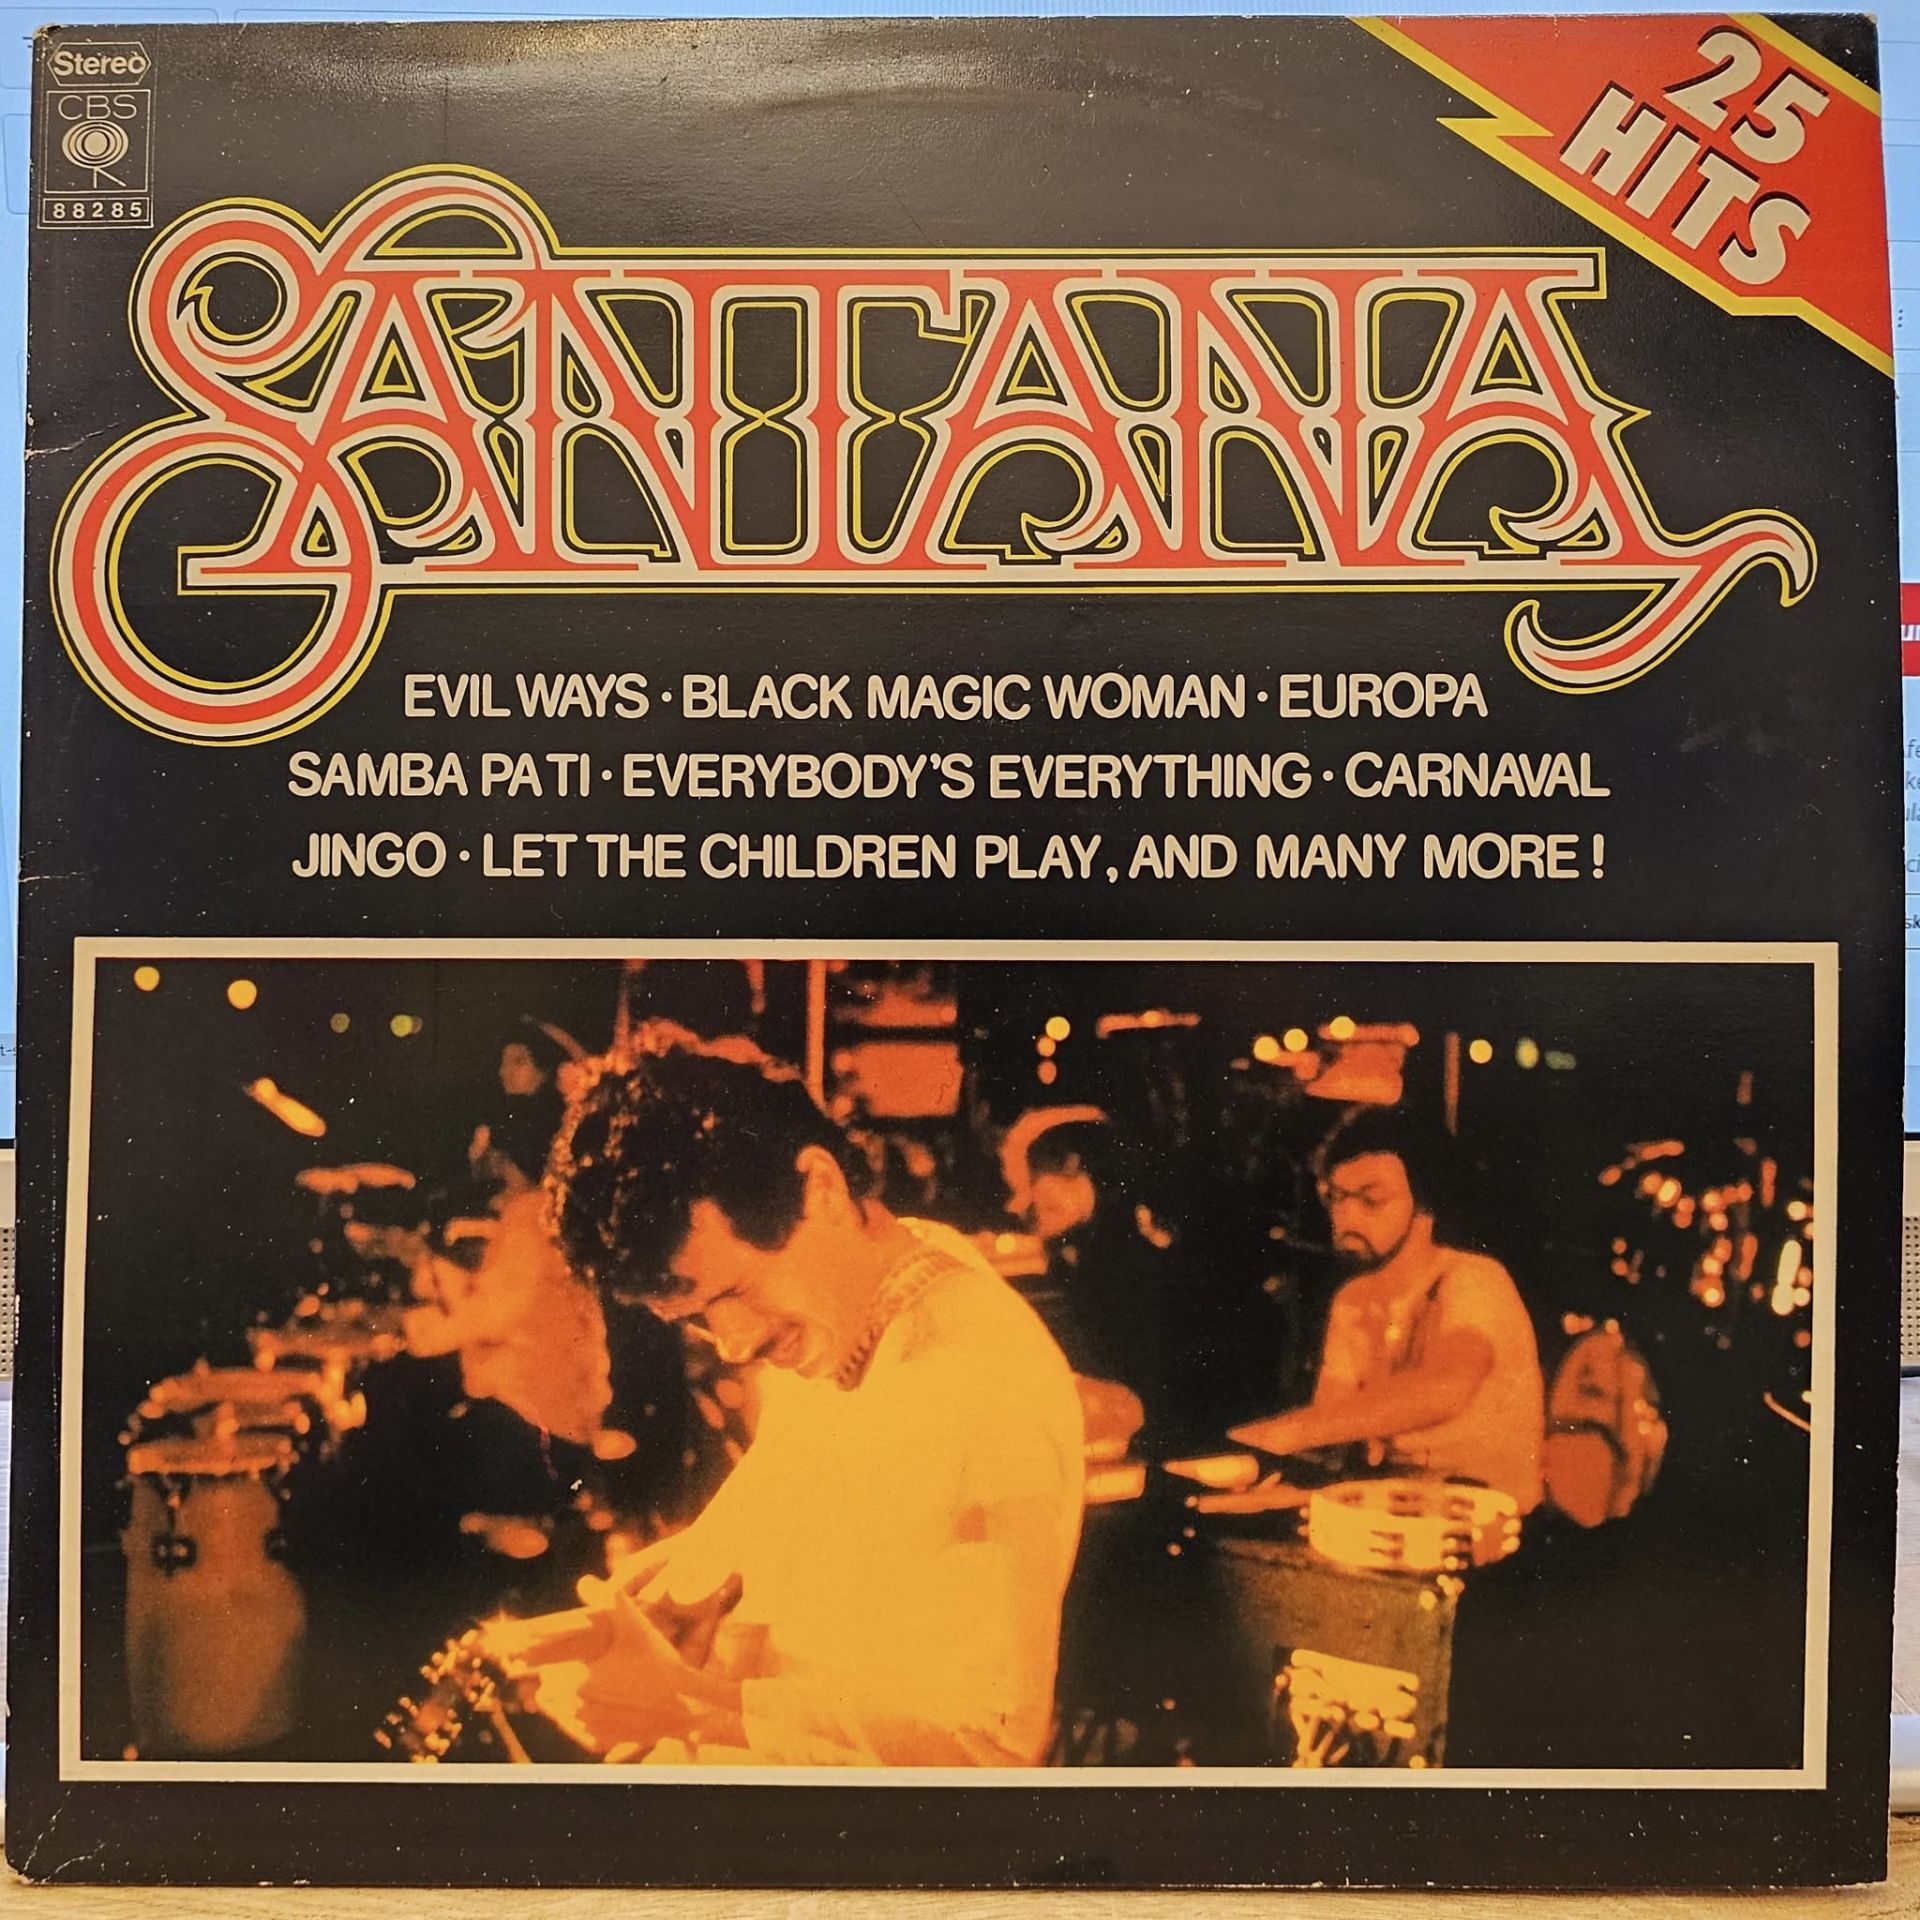 Stereo
CBS
88285
25
HITS
SANTANA
EVIL WAYS · BLACK MAGIC WOMAN · EUROPA
SAMBA PA TI · EVERYBODY'S EVERYTHING · CARNAVAL
JINGO · LET THE CHILDREN PLAY, AND MANY MORE!